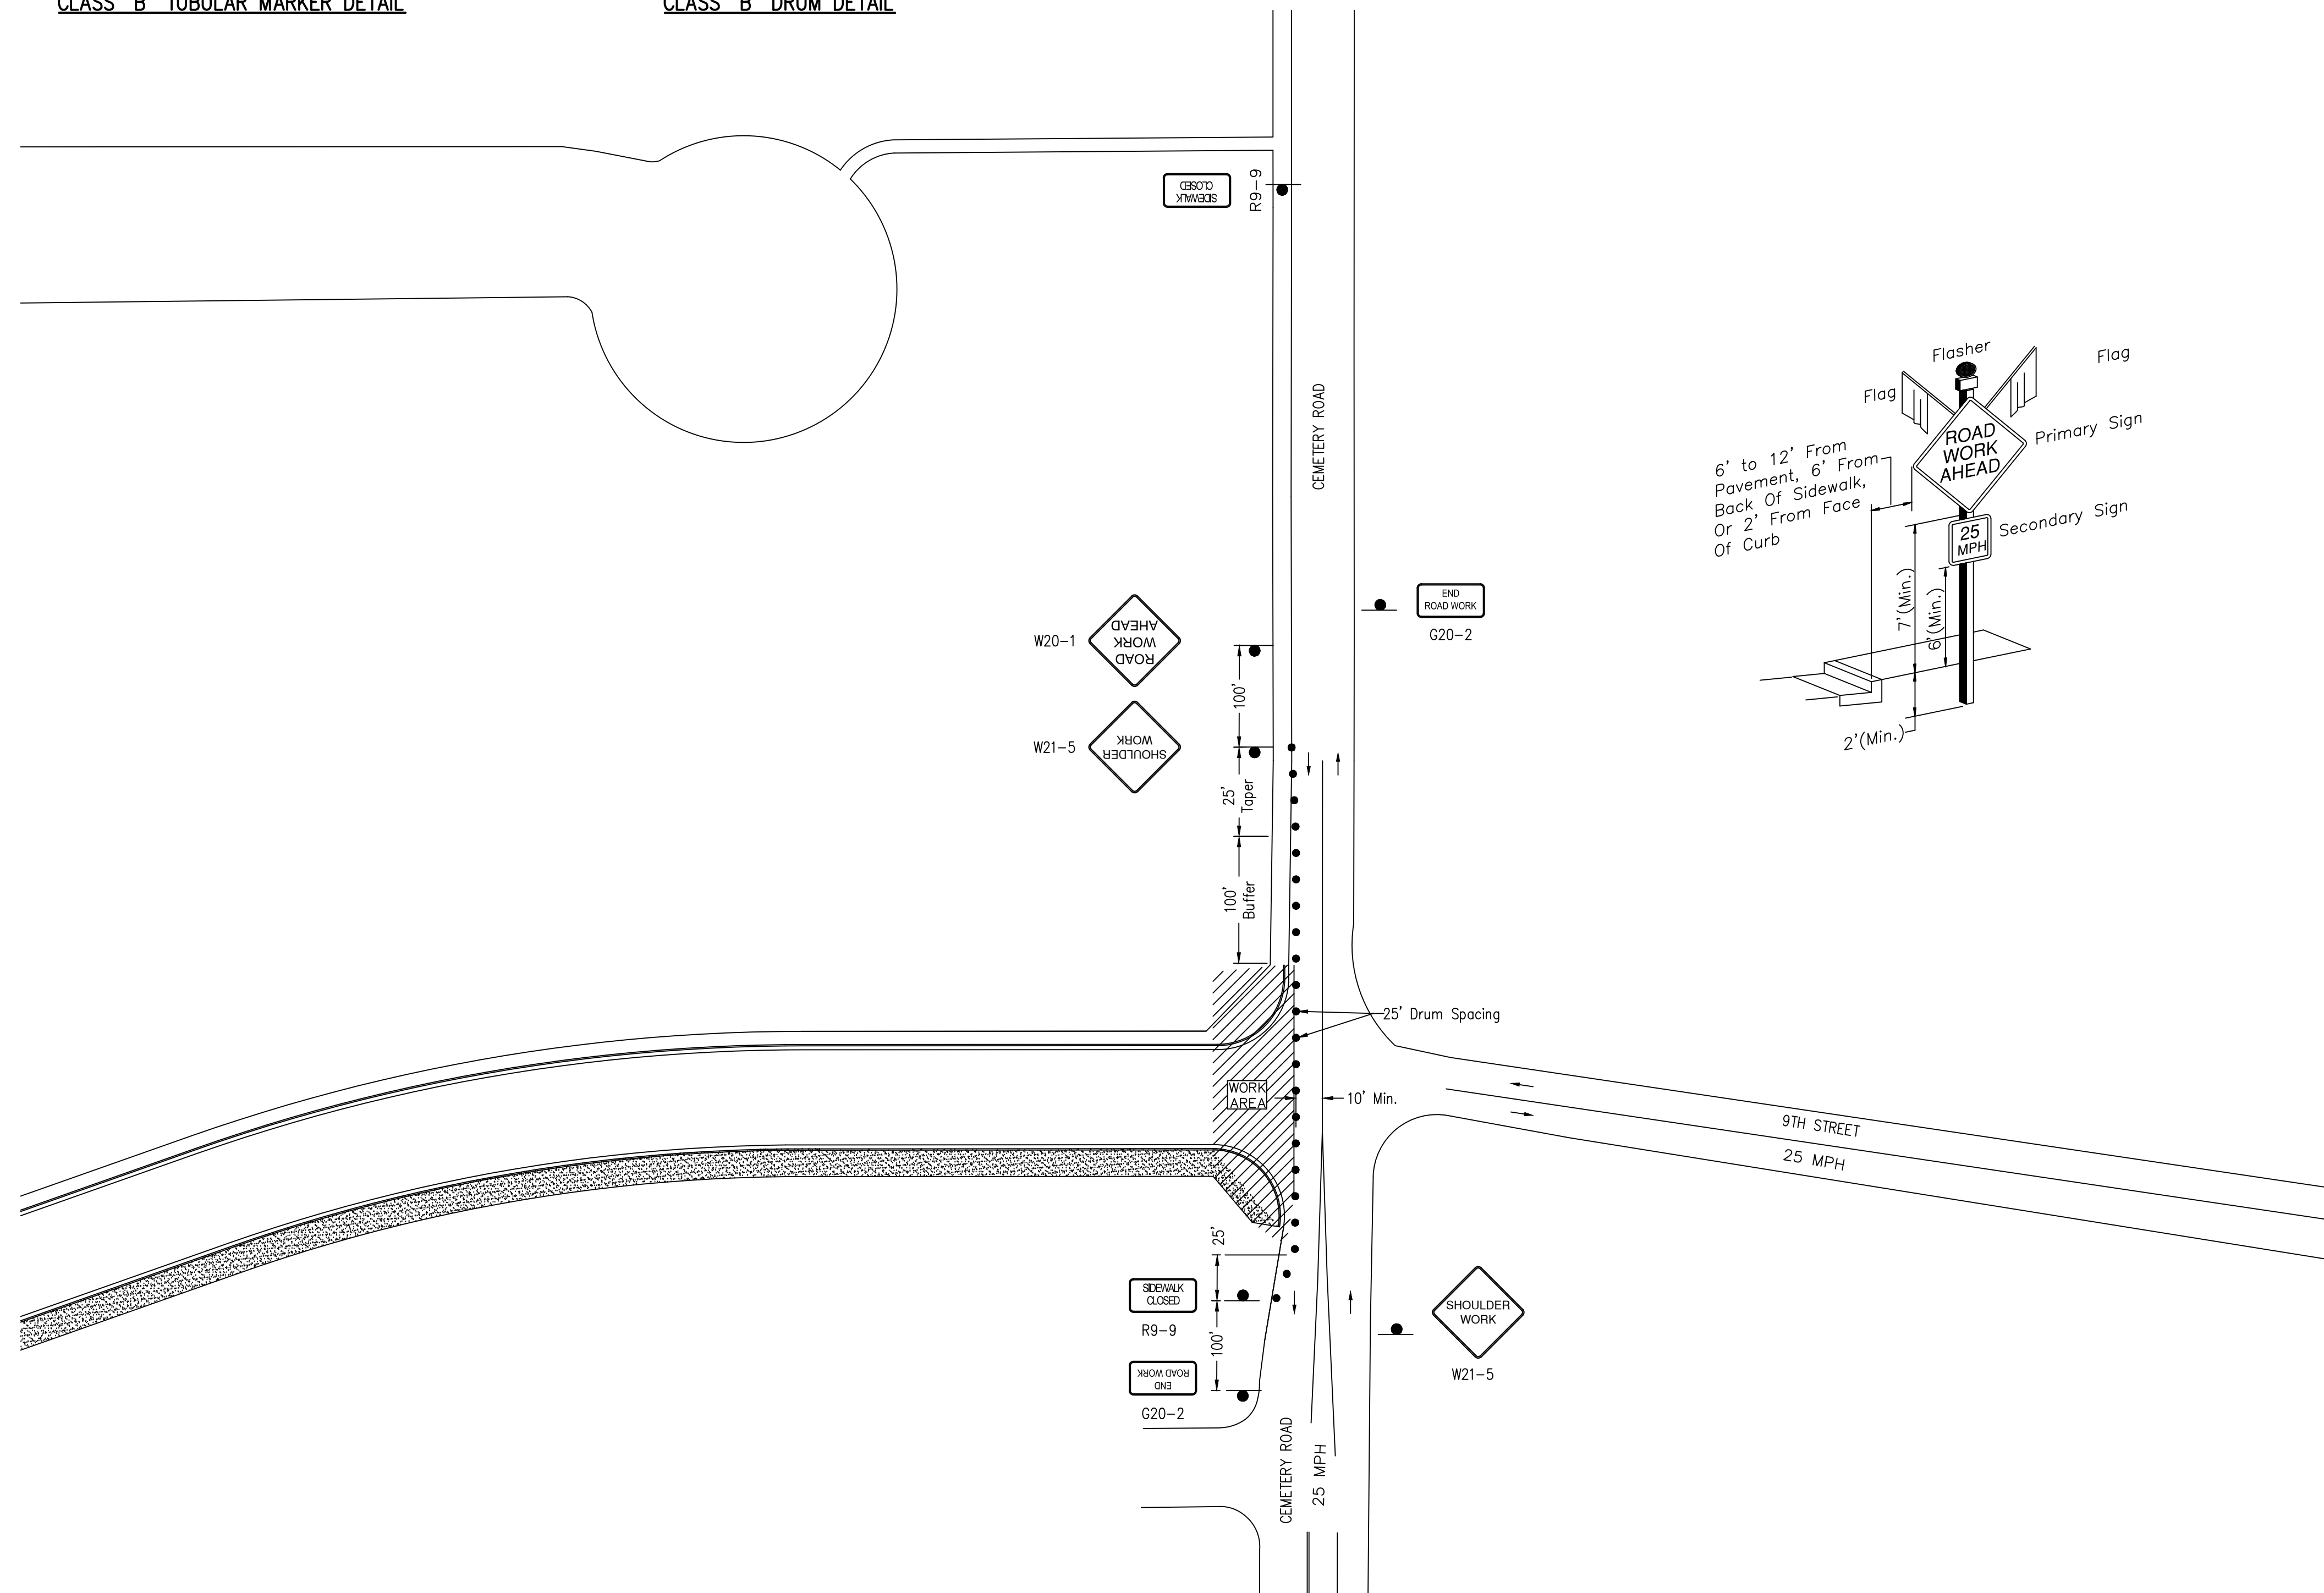 CLASS "B" TUBULAR MARKER DETAIL
CLASS "B" DRUM DETAIL
SIDEWALK
CLOSED
R9-9
CEMETERY ROAD
Flasher
Flag
Flag
ROAD
WORK
AHEAD
Primary Sign
6' to 12' From
Pavement, 6' From
Back Of Sidewalk,
Or 2' From Face
Of Curb
25
MPH
Secondary Sign
7'(Min.)
6'(Min.)
2'(Min.)
W20-1
ROAD
WORK
AHEAD
END
ROAD WORK
G20-2
100'
W21-5
SHOULDER
WORK
25'
Taper
100'
Buffer
25' Drum Spacing
WORK
AREA
10' Min.
9TH STREET
25 MPH
25'
SIDEWALK
CLOSED
R9-9
100'
END
ROAD WORK
G20-2
SHOULDER
WORK
W21-5
CEMETERY ROAD
25 MPH